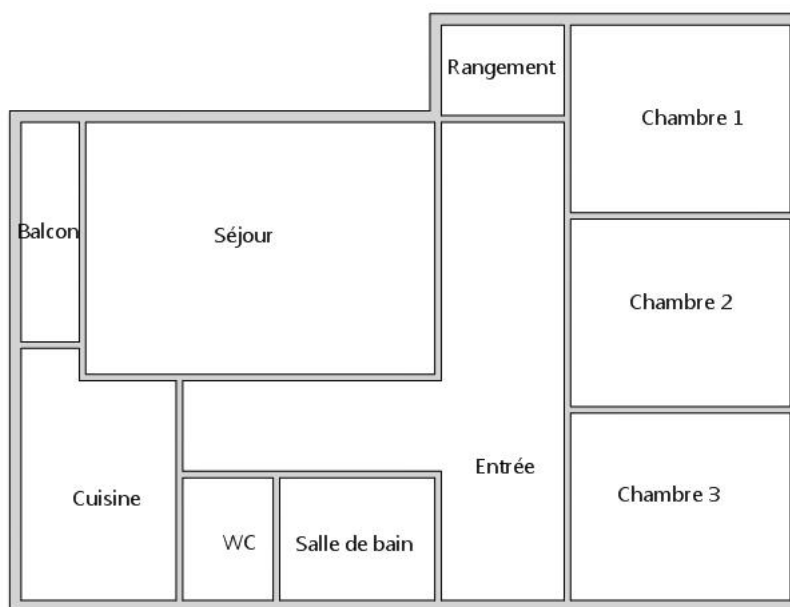 Rangement
Chambre 1
Balcon
Séjour
Chambre 2
Cuisine
Entrée
Chambre 3
WC
Salle de bain